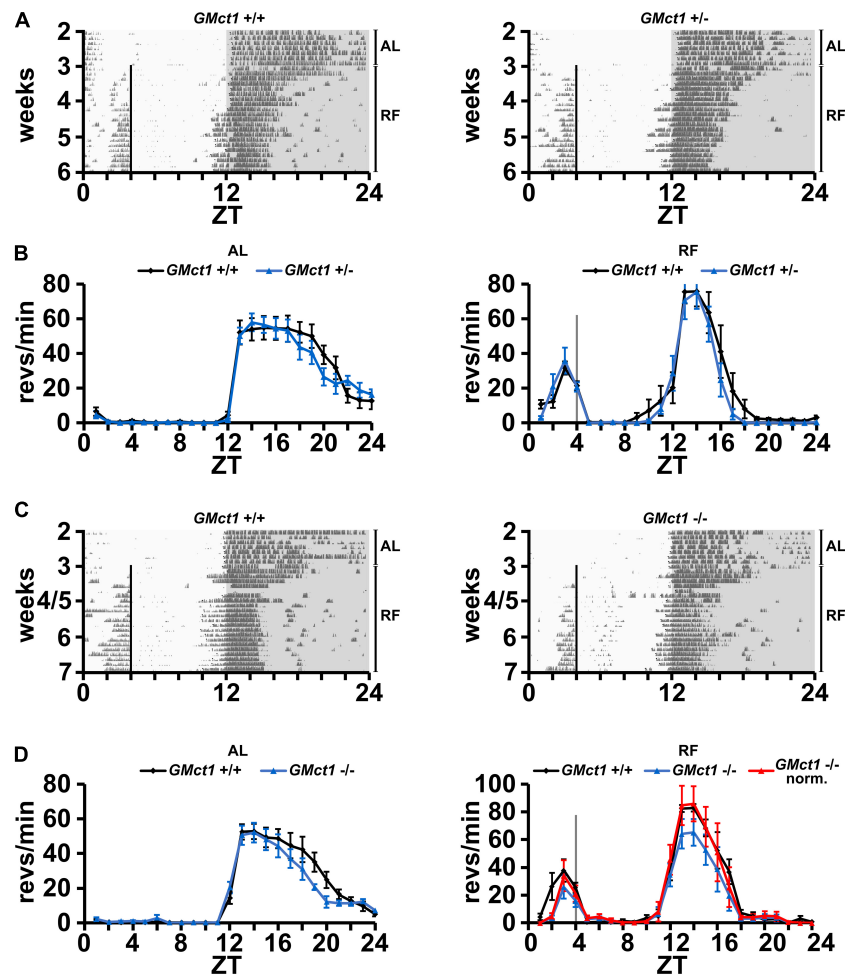 A
GMct1 +/+
GMct1 +/-
weeks
2
3
4
5
6
AL
RF
0
12
24
ZT
weeks
2
3
4
5
6
AL
RF
0
12
24
ZT
B
AL
GMct1 +/+ GMct1 +/-
revs/min
80
60
40
20
0
0 4 8 12 16 20 24
ZT
RF
GMct1 +/+ GMct1 +/-
revs/min
80
60
40
20
0
0 4 8 12 16 20 24
ZT
C
GMct1 +/+
GMct1 -/-
weeks
2
3
4/5
6
7
AL
RF
0
12
24
ZT
weeks
2
3
4/5
6
7
AL
RF
0
12
24
ZT
D
AL
GMct1 +/+ GMct1 -/-
revs/min
80
60
40
20
0
0 4 8 12 16 20 24
ZT
RF
GMct1 +/+ GMct1 -/- GMct1 -/-
norm.
revs/min
100
80
60
40
20
0
0 4 8 12 16 20 24
ZT